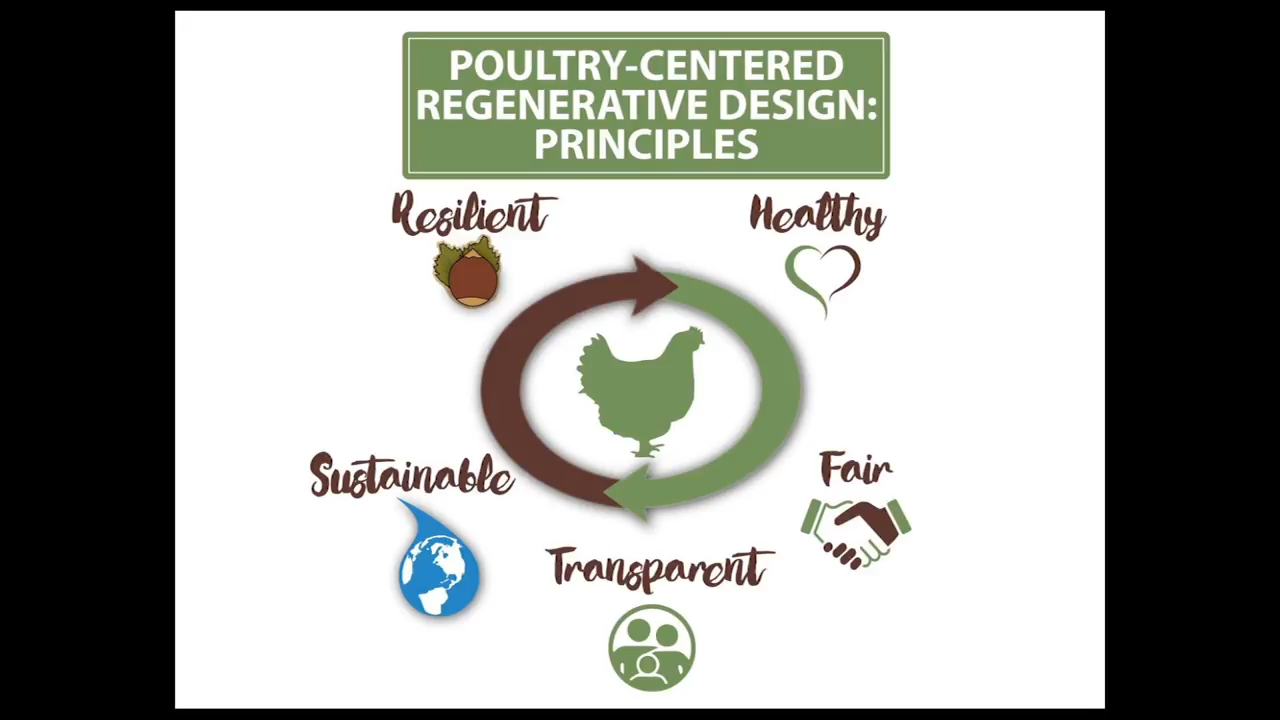 POULTRY-CENTERED
REGENERATIVE DESIGN:
PRINCIPLES
Resilient
Healthy
Sustainable
Fair
Transparent